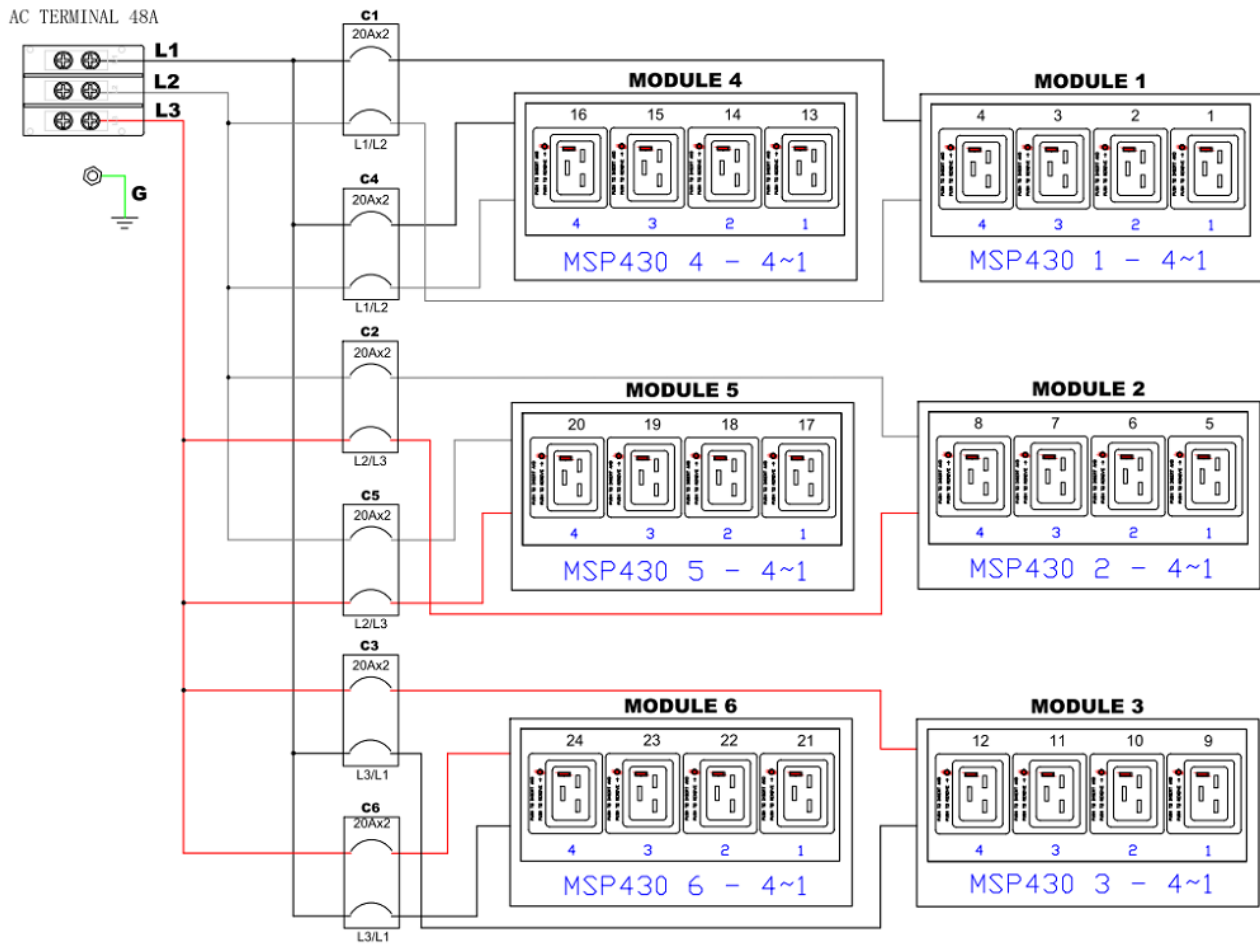 AC TERMINAL 48A
L1
L2
L3
G
C1
20Ax2
L1/L2
C4
20Ax2
L1/L2
C2
20Ax2
L2/L3
C5
20Ax2
L2/L3
C3
20Ax2
L3/L1
C6
20Ax2
L3/L1
MODULE 4
16 15 14 13
4 3 2 1
MSP430 4 - 4~1
MODULE 1
4 3 2 1
4 3 2 1
MSP430 1 - 4~1
MODULE 5
20 19 18 17
4 3 2 1
MSP430 5 - 4~1
MODULE 2
8 7 6 5
4 3 2 1
MSP430 2 - 4~1
MODULE 6
24 23 22 21
4 3 2 1
MSP430 6 - 4~1
MODULE 3
12 11 10 9
4 3 2 1
MSP430 3 - 4~1